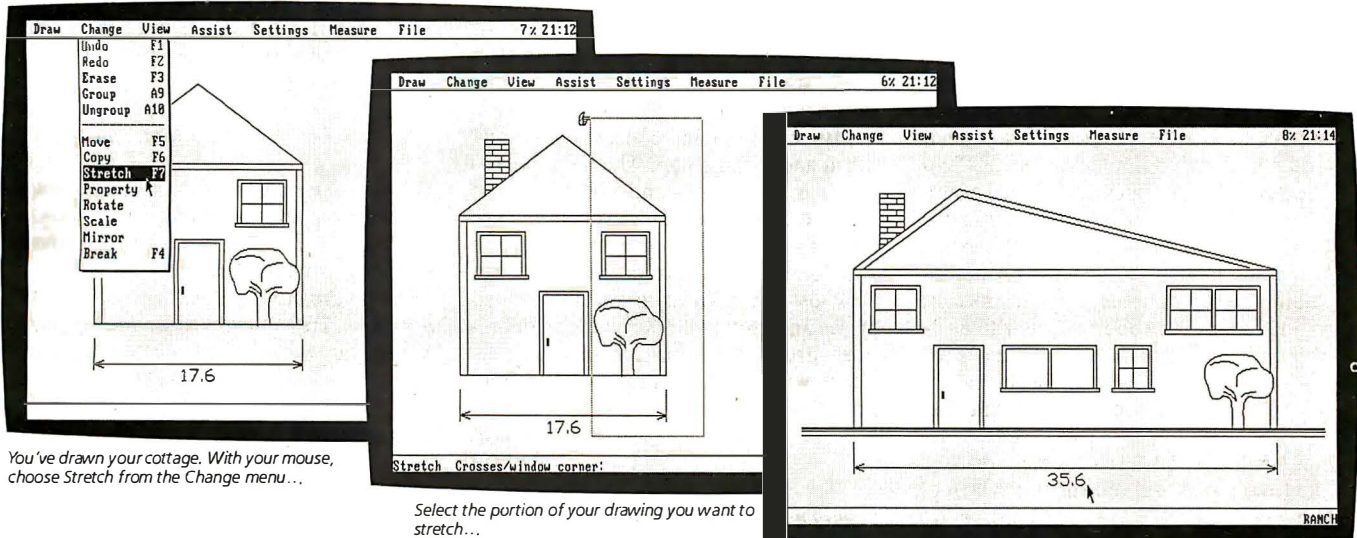 Draw Change View Assist Settings Measure File 7% 21:12
Undo F1
Redo F2
Erase F3
Group A9
Ungroup A10
Move F5
Copy F6
Stretch F7
Property
Rotate
Scale
Mirror
Break F4
17.6
You've drawn your cottage. With your mouse,
choose Stretch from the Change menu...
Draw Change View Assist Settings Measure File 6% 21:12
17.6
Stretch Crosses/window corner:
Select the portion of your drawing you want to
stretch...
Draw Change View Assist Settings Measure File 8% 21:14
35.6
RANCH